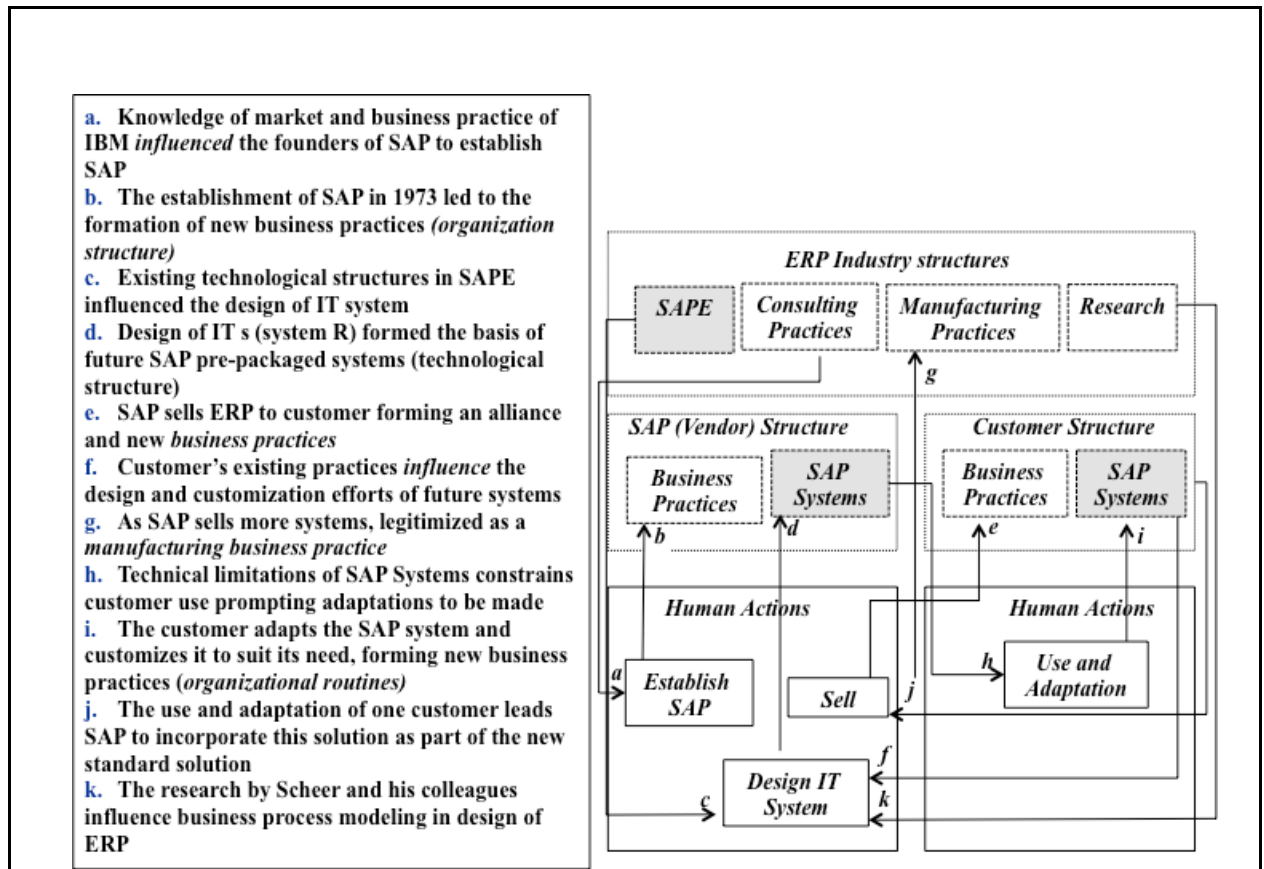 a. Knowledge of market and business practice of
IBM influenced the founders of SAP to establish
SAP
b. The establishment of SAP in 1973 led to the
formation of new business practices (organization
structure)
c. Existing technological structures in SAPE
influenced the design of IT system
d. Design of IT s (system R) formed the basis of
future SAP pre-packaged systems (technological
structure)
e. SAP sells ERP to customer forming an alliance
and new business practices
f. Customer's existing practices influence the
design and customization efforts of future systems
g. As SAP sells more systems, legitimized as a
manufacturing business practice
h. Technical limitations of SAP Systems constrains
customer use prompting adaptations to be made
i. The customer adapts the SAP system and
customizes it to suit its need, forming new business
practices (organizational routines)
j. The use and adaptation of one customer leads
SAP to incorporate this solution as part of the new
standard solution
k. The research by Scheer and his colleagues
influence business process modeling in design of
ERP
ERP Industry structures
SAPE
Consulting
Practices
Manufacturing
Practices
Research
g
SAP (Vendor) Structure
Business
Practices
SAP
Systems
b
d
Customer Structure
Business
Practices
SAP
Systems
e
i
Human Actions
a
Establish
SAP
Sell
j
Design IT
System
c
f
k
Human Actions
h
Use and
Adaptation